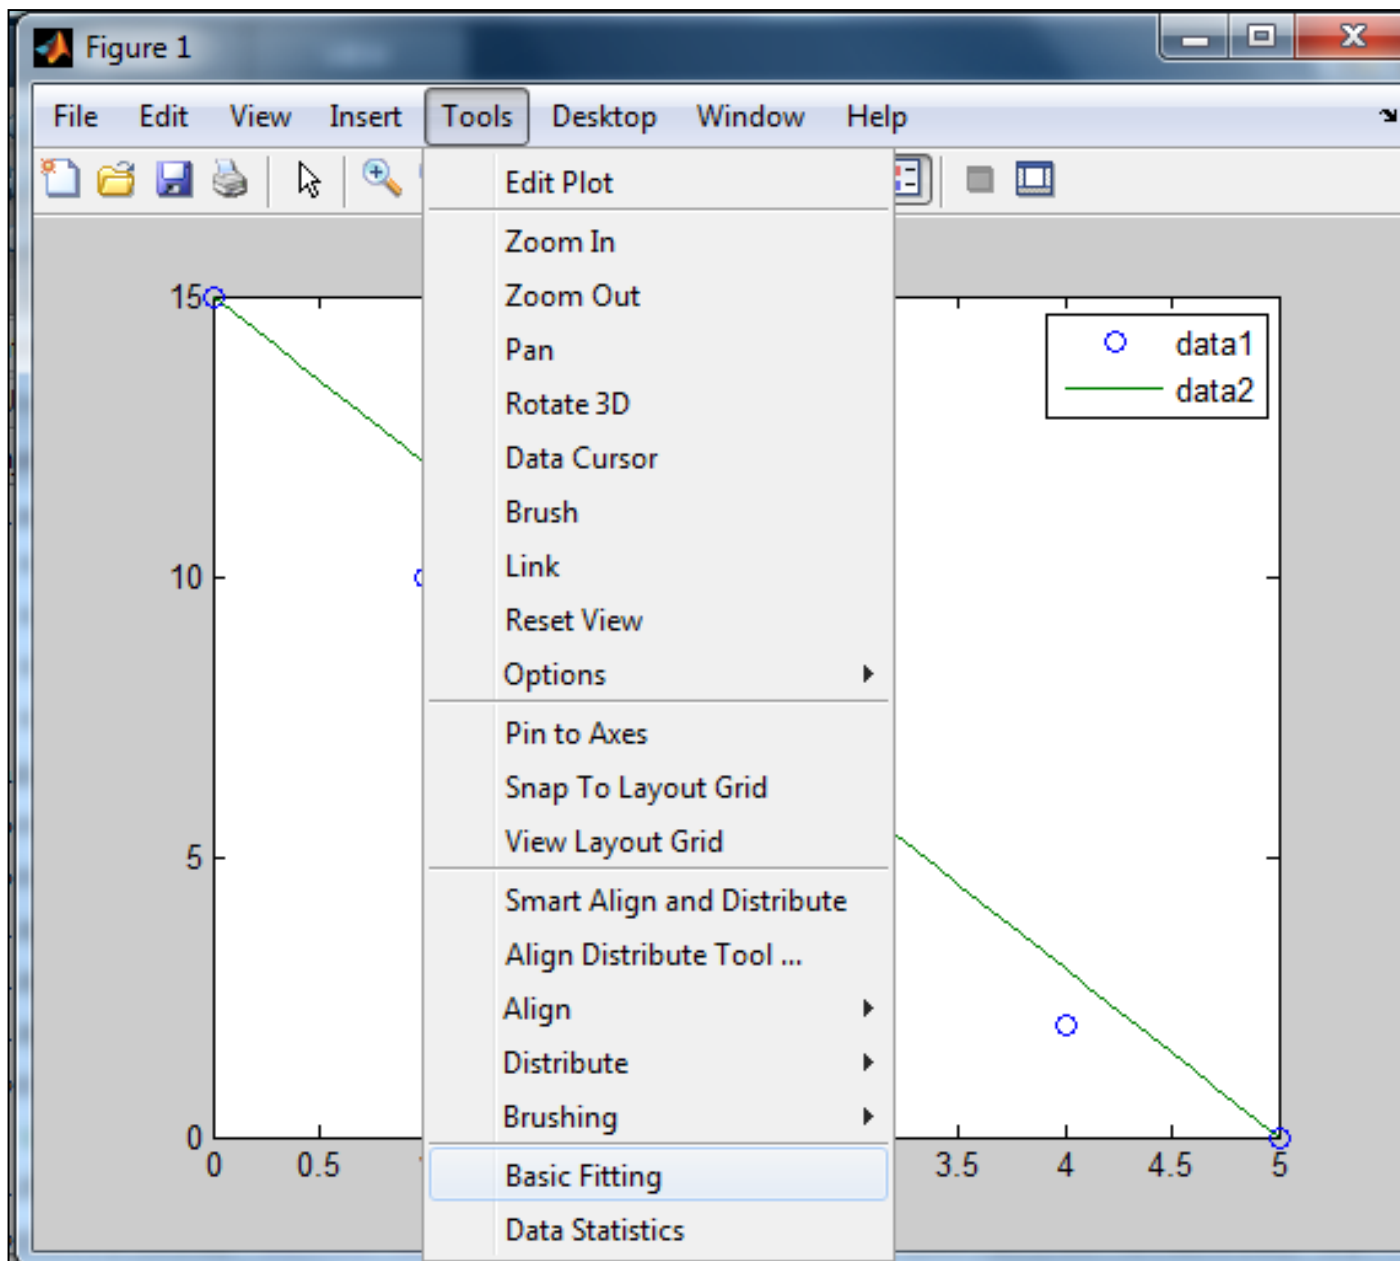 Figure 1
File Edit View Insert Tools Desktop Window Help
Edit Plot
Zoom In
Zoom Out
Pan
Rotate 3D
Data Cursor
Brush
Link
Reset View
Options
Pin to Axes
Snap To Layout Grid
View Layout Grid
Smart Align and Distribute
Align Distribute Tool ...
Align
Distribute
Brushing
Basic Fitting
Data Statistics
data1
data2
15
10
5
0
0 0.5 3.5 4 4.5 5